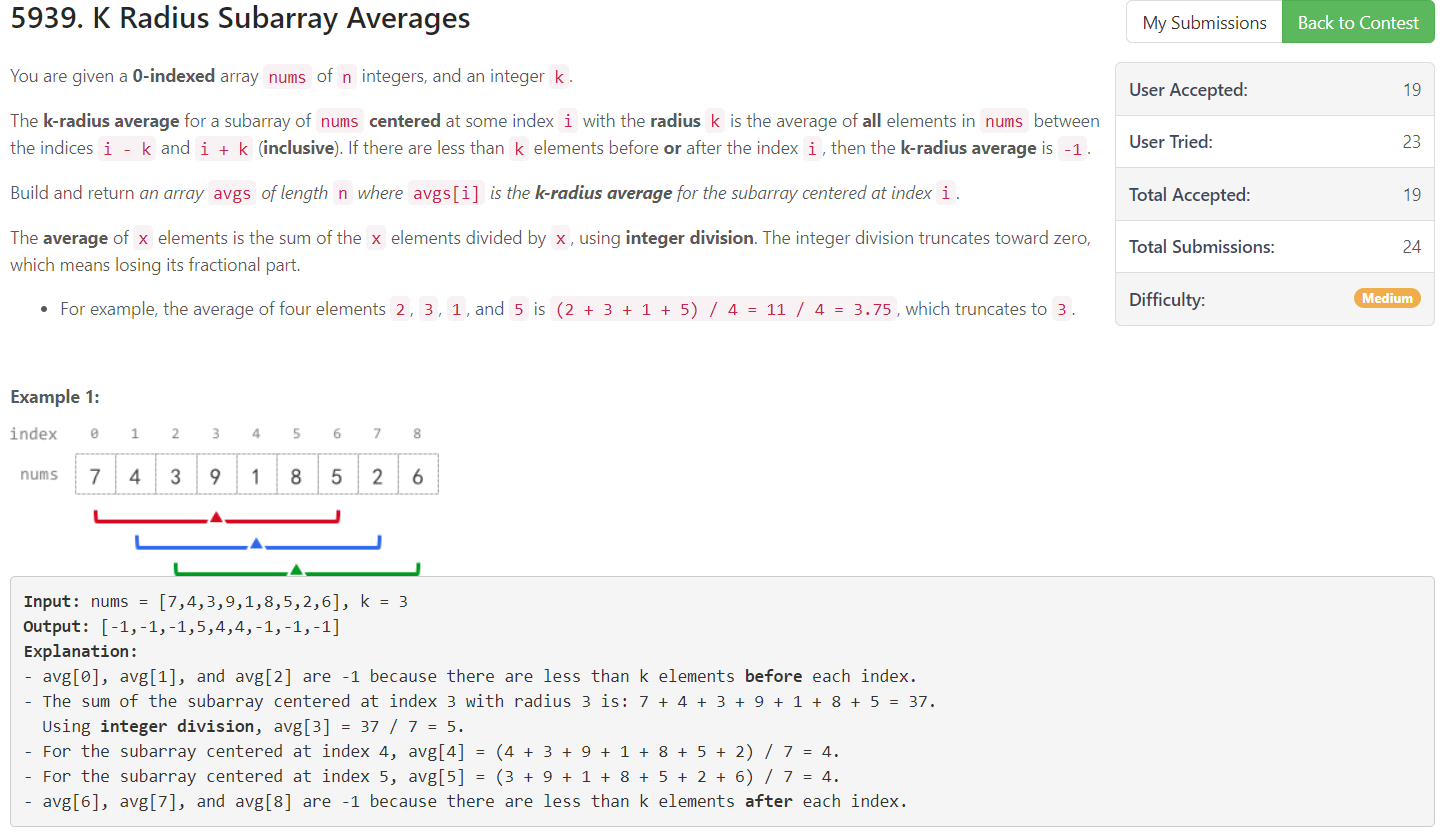 5939. K Radius Subarray Averages
My Submissions
Back to Contest
You are given a 0-indexed array nums of n integers, and an integer k.
The k-radius average for a subarray of nums centered at some index i with the radius k is the average of all elements in nums between
the indices i - k and i + k (inclusive). If there are less than k elements before or after the index i, then the k-radius average is -1.
Build and return an array avgs of length n where avgs[i] is the k-radius average for the subarray centered at index i.
The average of x elements is the sum of the x elements divided by x, using integer division. The integer division truncates toward zero,
which means losing its fractional part.
• For example, the average of four elements 2, 3, 1, and 5 is (2 + 3 + 1 + 5) / 4 = 11 / 4 = 3.75, which truncates to 3.
User Accepted: 19
User Tried: 23
Total Accepted: 19
Total Submissions: 24
Difficulty: Medium
Example 1:
index 0 1 2 3 4 5 6 7 8
nums 7 4 3 9 1 8 5 2 6
Input: nums = [7,4,3,9,1,8,5,2,6], k = 3
Output: [-1,-1,-1,5,4,4,-1,-1,-1]
Explanation:
- avg[0], avg[1], and avg[2] are -1 because there are less than k elements before each index.
- The sum of the subarray centered at index 3 with radius 3 is: 7 + 4 + 3 + 9 + 1 + 8 + 5 = 37.
Using integer division, avg[3] = 37 / 7 = 5.
- For the subarray centered at index 4, avg[4] = (4 + 3 + 9 + 1 + 8 + 5 + 2) / 7 = 4.
- For the subarray centered at index 5, avg[5] = (3 + 9 + 1 + 8 + 5 + 2 + 6) / 7 = 4.
- avg[6], avg[7], and avg[8] are -1 because there are less than k elements after each index.